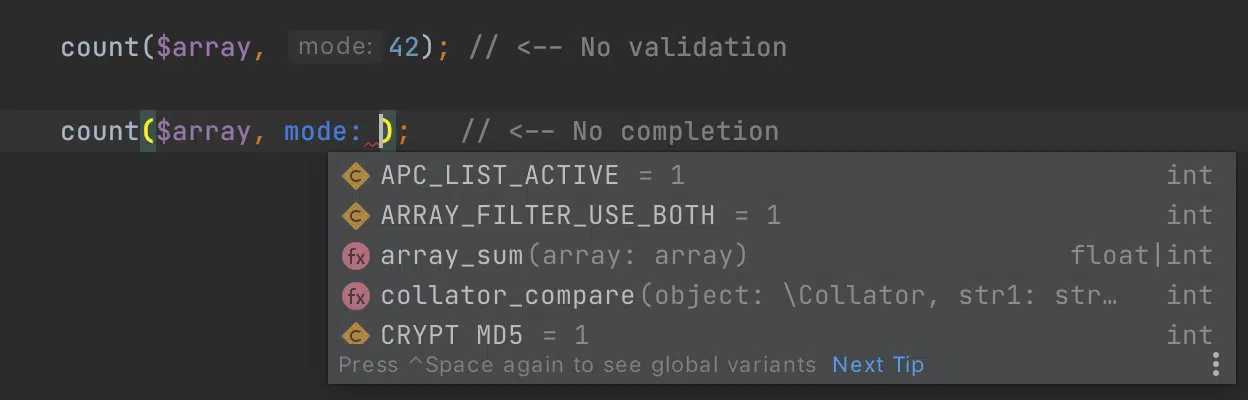 count($array, mode: 42); // <-- No validation
count($array, mode: ); // <-- No completion
C APC_LIST_ACTIVE = 1 int
C ARRAY_FILTER_USE_BOTH = 1 int
fx array_sum(array: array) float|int
fx collator_compare(object: \Collator, str1: str… int
C CRYPT_MD5 = 1 int
Press ^Space again to see global variants Next Tip